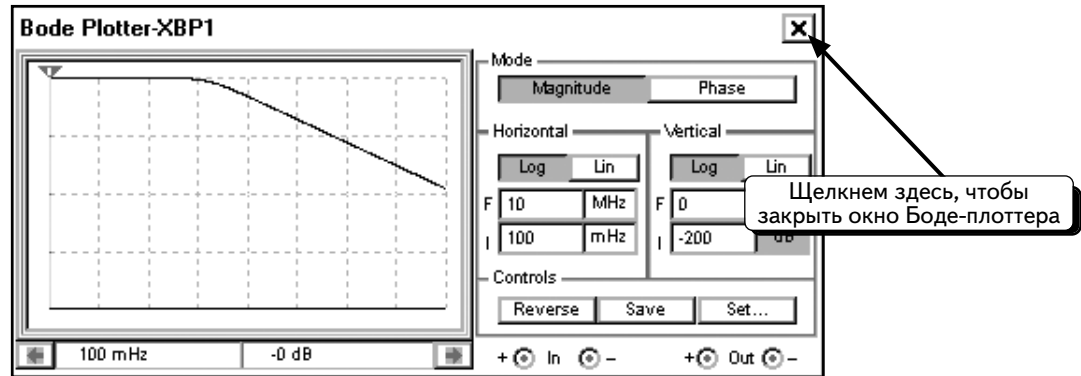 Bode Plotter-XBP1
Mode
Magnitude Phase
Horizontal Vertical
Log Lin Log Lin
F 10 MHz F 0
I 100 mHz I -200 dB
Щелкнем здесь, чтобы
закрыть окно Боде-плоттера
Controls
Reverse Save Set...
100 mHz -0 dB + In - + Out -